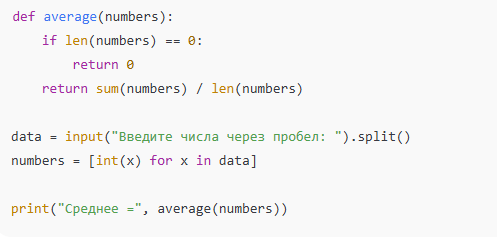 def average(numbers):
    if len(numbers) == 0:
        return 0
    return sum(numbers) / len(numbers)

data = input("Введите числа через пробел: ").split()
numbers = [int(x) for x in data]

print("Среднее =", average(numbers))